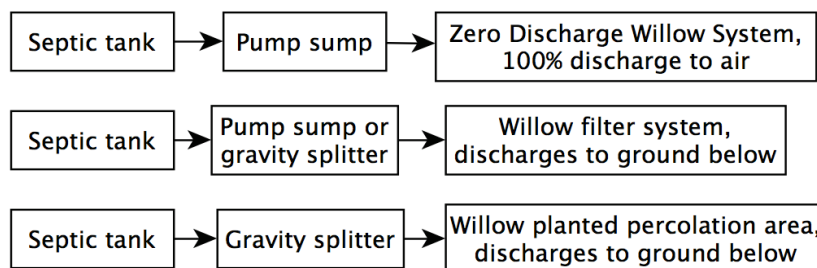 Septic tank
Pump sump
Zero Discharge Willow System,
100% discharge to air
Septic tank
Pump sump or
gravity splitter
Willow filter system,
discharges to ground below
Septic tank
Gravity splitter
Willow planted percolation area,
discharges to ground below